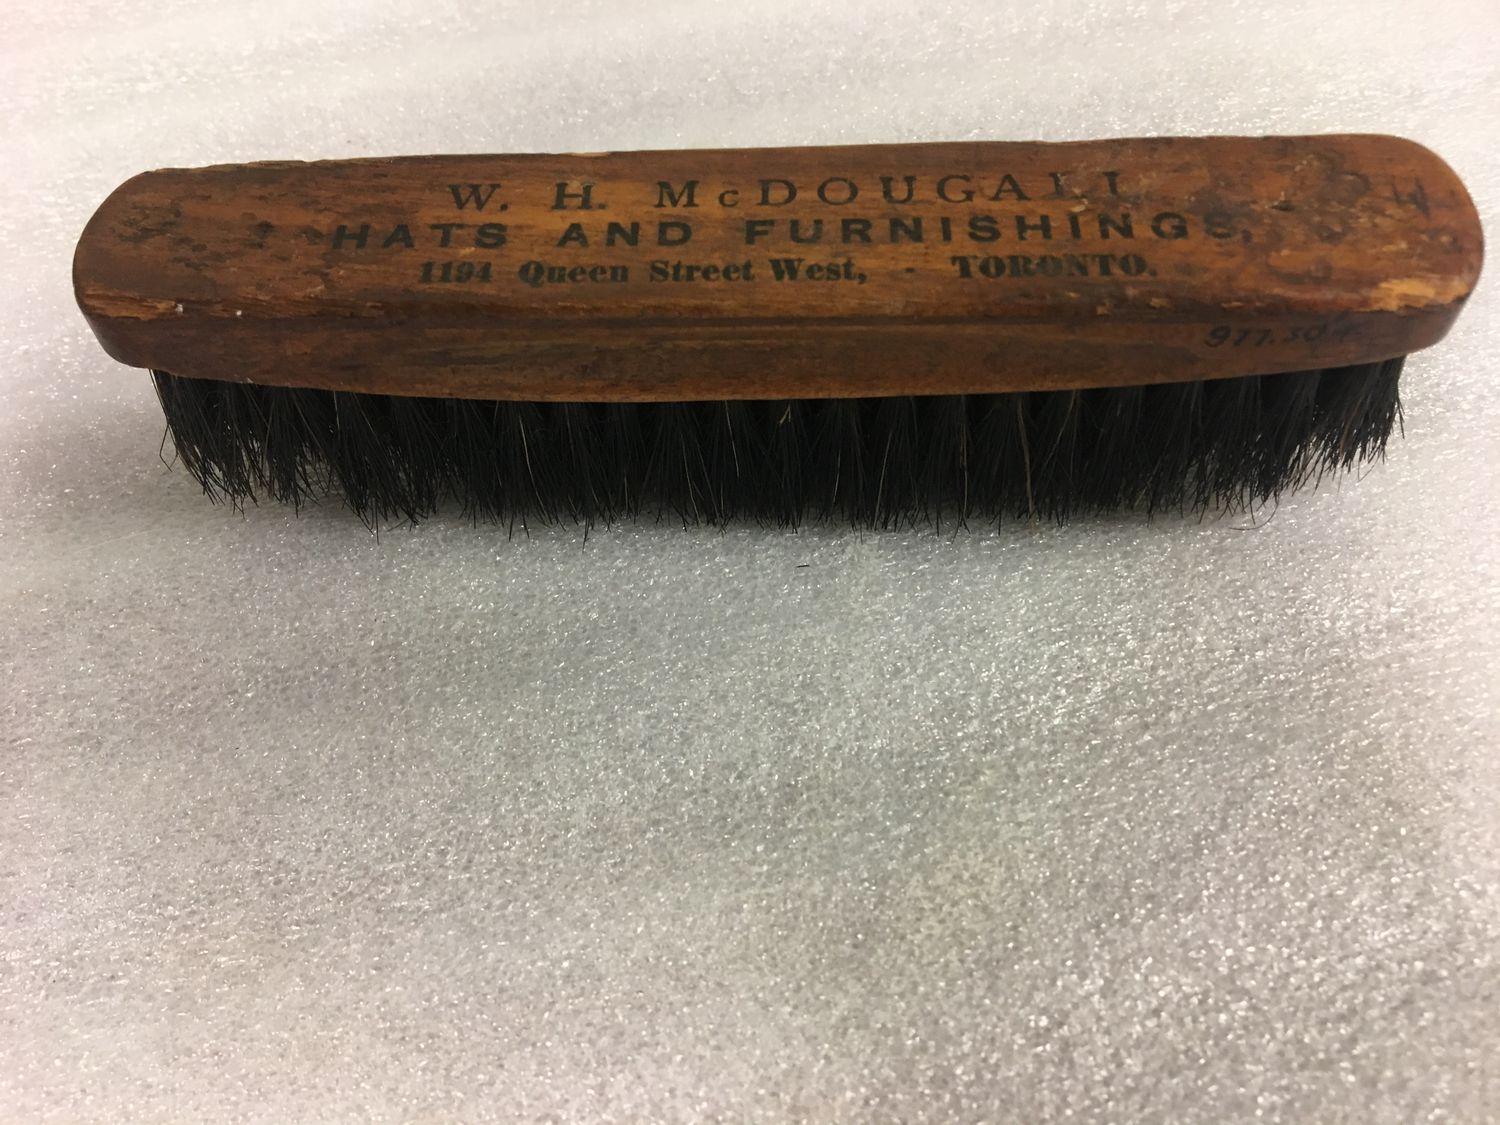 W. H. McDOUGALL
HATS AND FURNISHINGS,
1194 Queen Street West, - TORONTO.